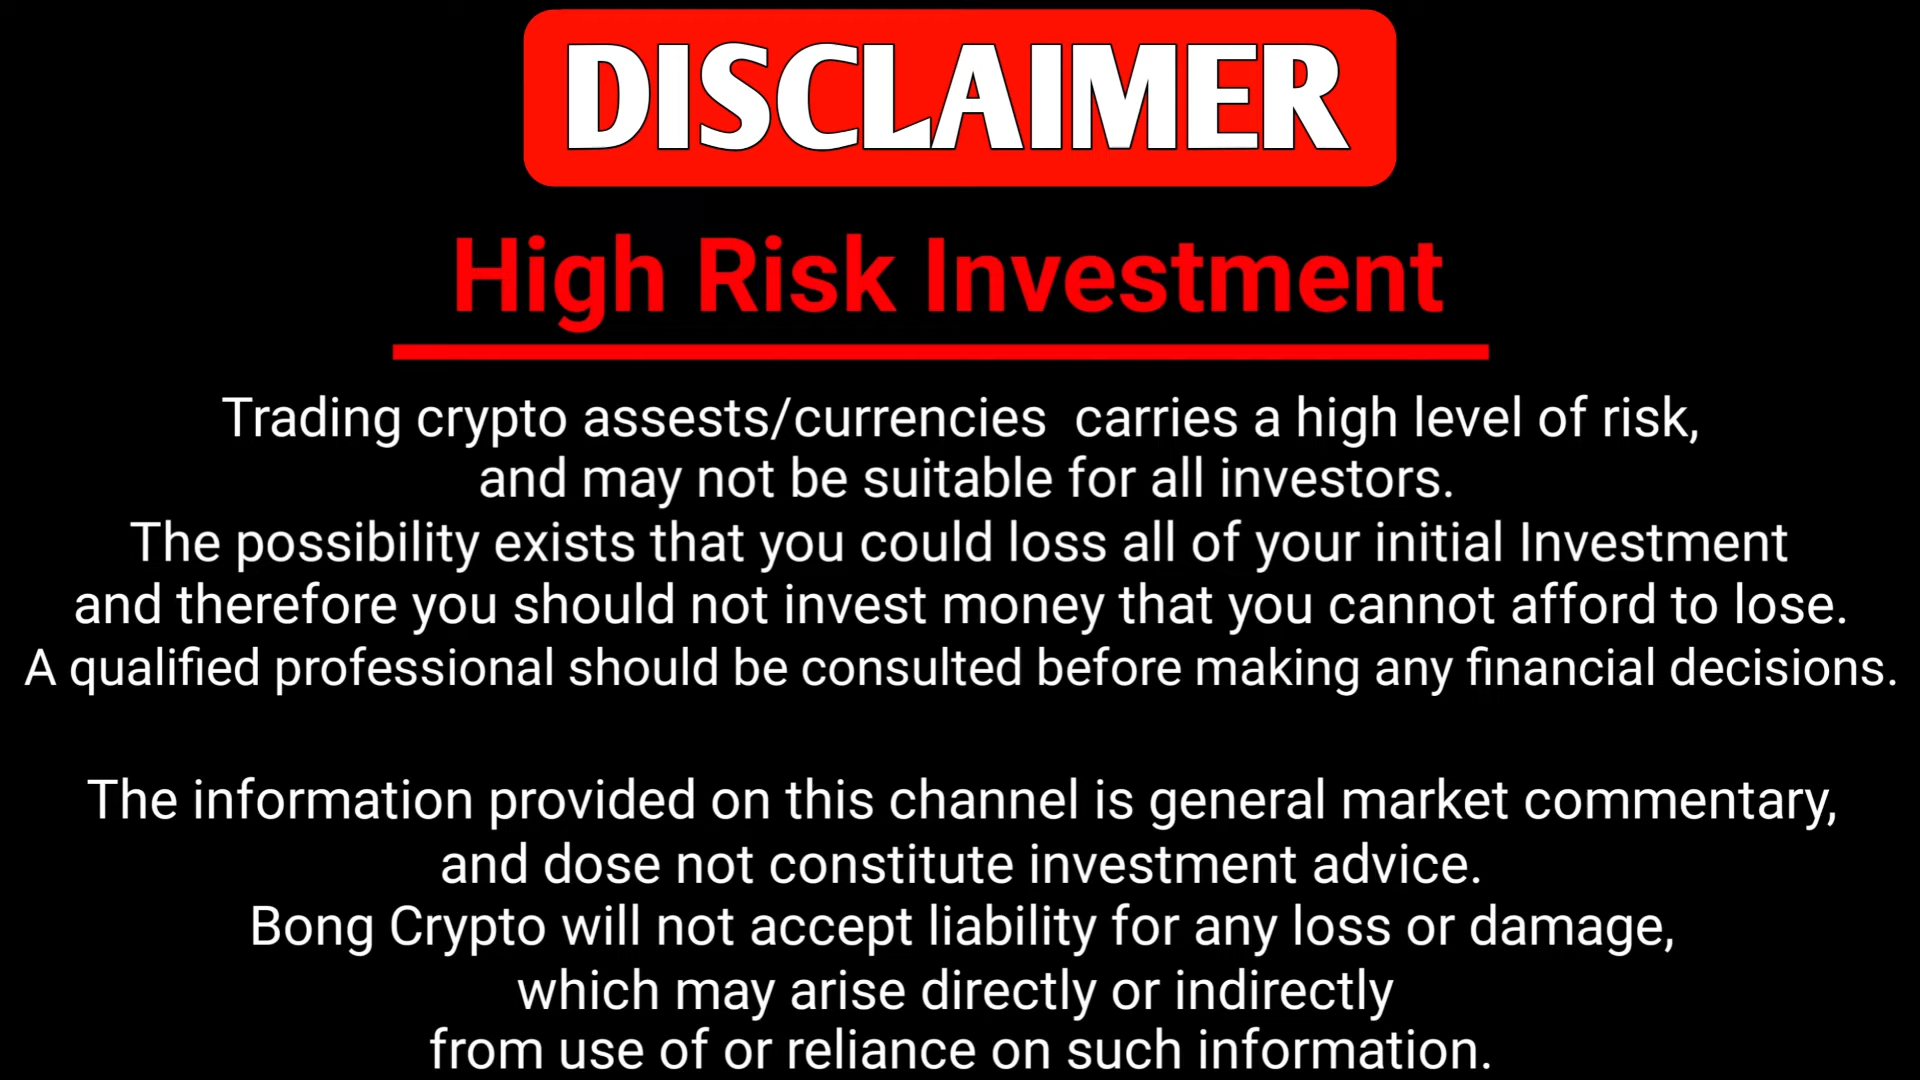 DISCLAIMER
High Risk Investment
Trading crypto assests/currencies  carries a high level of risk,
and may not be suitable for all investors.
The possibility exists that you could loss all of your initial Investment
and therefore you should not invest money that you cannot afford to lose.
A qualified professional should be consulted before making any financial decisions.
The information provided on this channel is general market commentary,
and dose not constitute investment advice.
Bong Crypto will not accept liability for any loss or damage,
which may arise directly or indirectly
from use of or reliance on such information.